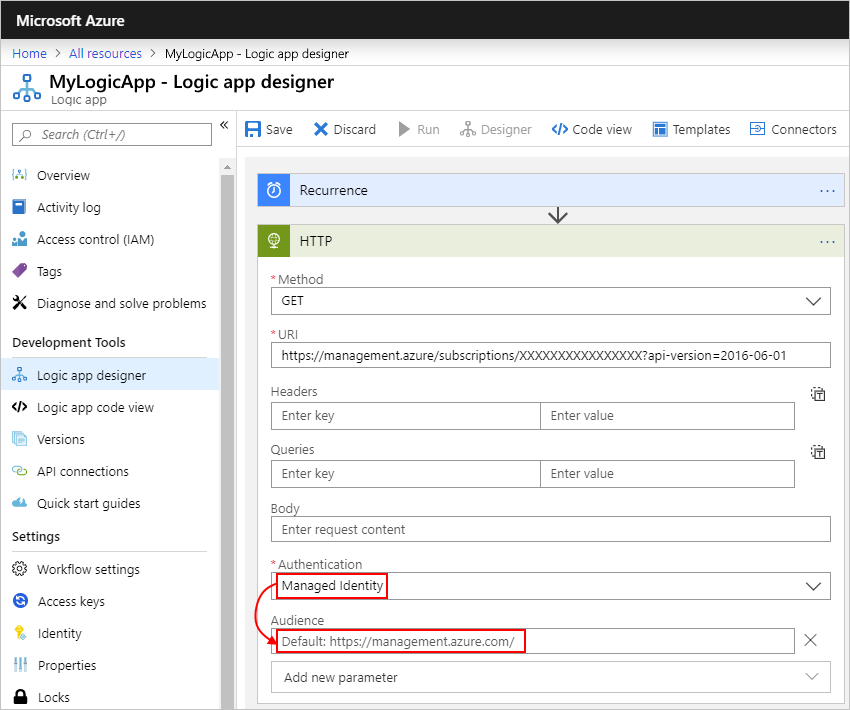 Microsoft Azure
Home > All resources > MyLogicApp - Logic app designer
MyLogicApp - Logic app designer
Logic app
Search (Ctrl+/)
«
Overview
Activity log
Access control (IAM)
Tags
Diagnose and solve problems
Development Tools
Logic app designer
Logic app code view
Versions
API connections
Quick start guides
Settings
Workflow settings
Access keys
Identity
Properties
Locks
Save Discard Run Designer Code view Templates Connectors
Recurrence ...
HTTP ...
* Method
GET
* URI
https://management.azure/subscriptions/XXXXXXXXXXXXXXXX?api-version=2016-06-01
Headers
Enter key Enter value
Queries
Enter key Enter value
Body
Enter request content
* Authentication
Managed Identity
Audience
Default: https://management.azure.com/
Add new parameter